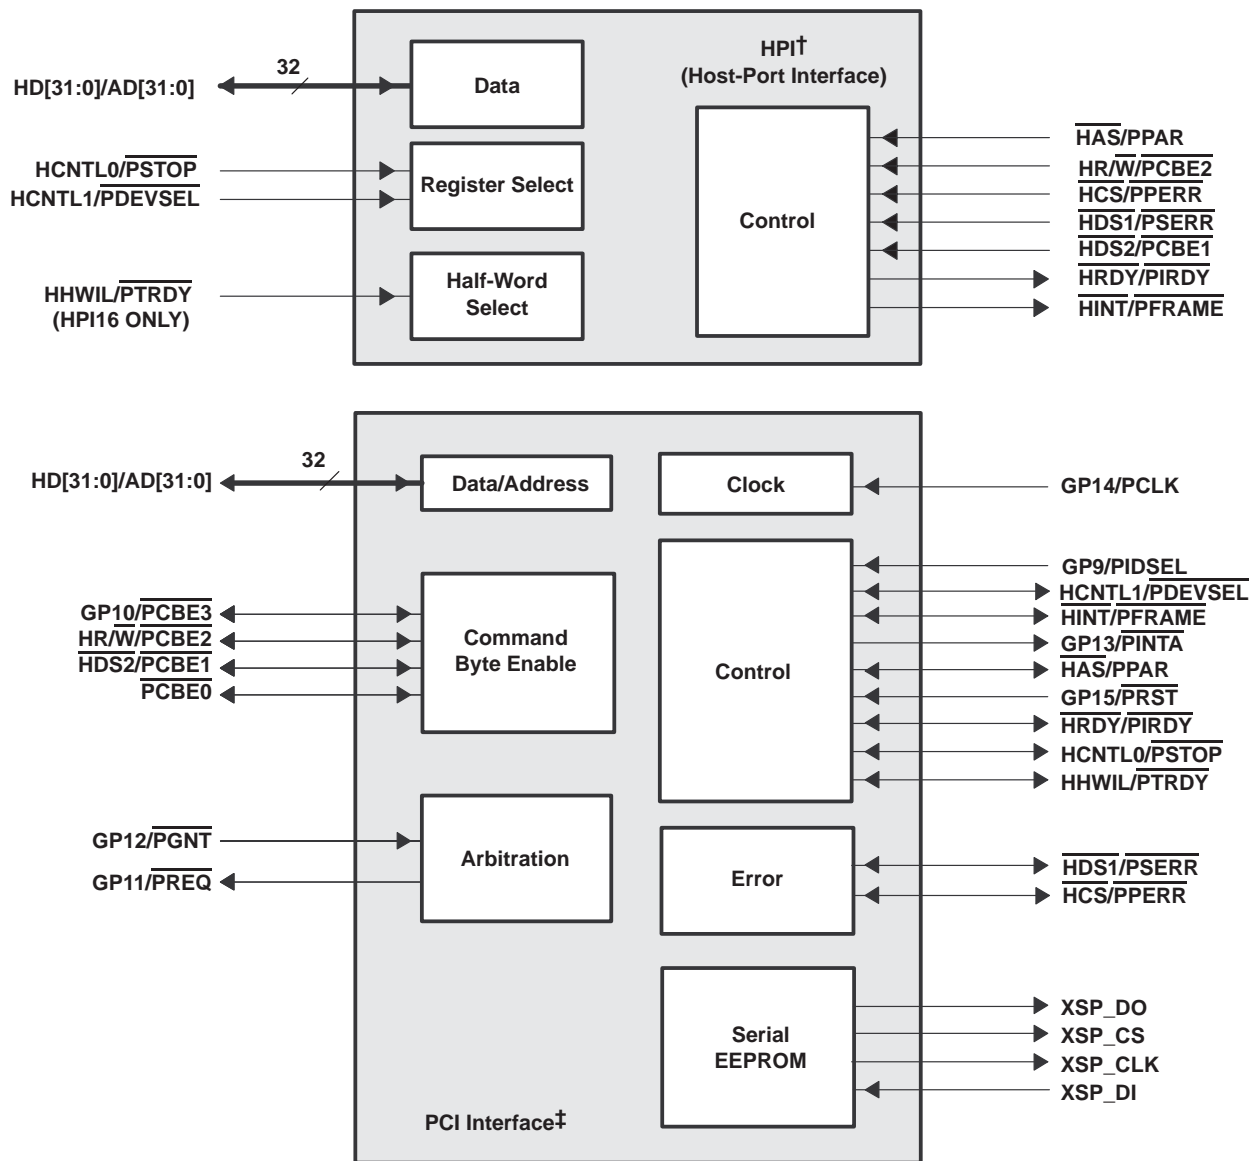 HPI†
(Host-Port Interface)
32
HD[31:0]/AD[31:0]
Data
HCNTL0/PSTOP
HCNTL1/PDEVSEL
Register Select
HHWIL/PTRDY
(HPI16 ONLY)
Half-Word
Select
Control
HAS/PPAR
HR/W/PCBE2
HCS/PPERR
HDS1/PSERR
HDS2/PCBE1
HRDY/PIRDY
HINT/PFRAME
32
HD[31:0]/AD[31:0]
Data/Address
Clock
GP14/PCLK
GP10/PCBE3
HR/W/PCBE2
HDS2/PCBE1
PCBE0
Command
Byte Enable
Control
GP9/PIDSEL
HCNTL1/PDEVSEL
HINT/PFRAME
GP13/PINTA
HAS/PPAR
GP15/PRST
HRDY/PIRDY
HCNTL0/PSTOP
HHWIL/PTRDY
GP12/PGNT
GP11/PREQ
Arbitration
Error
HDS1/PSERR
HCS/PPERR
Serial
EEPROM
XSP_DO
XSP_CS
XSP_CLK
XSP_DI
PCI Interface‡